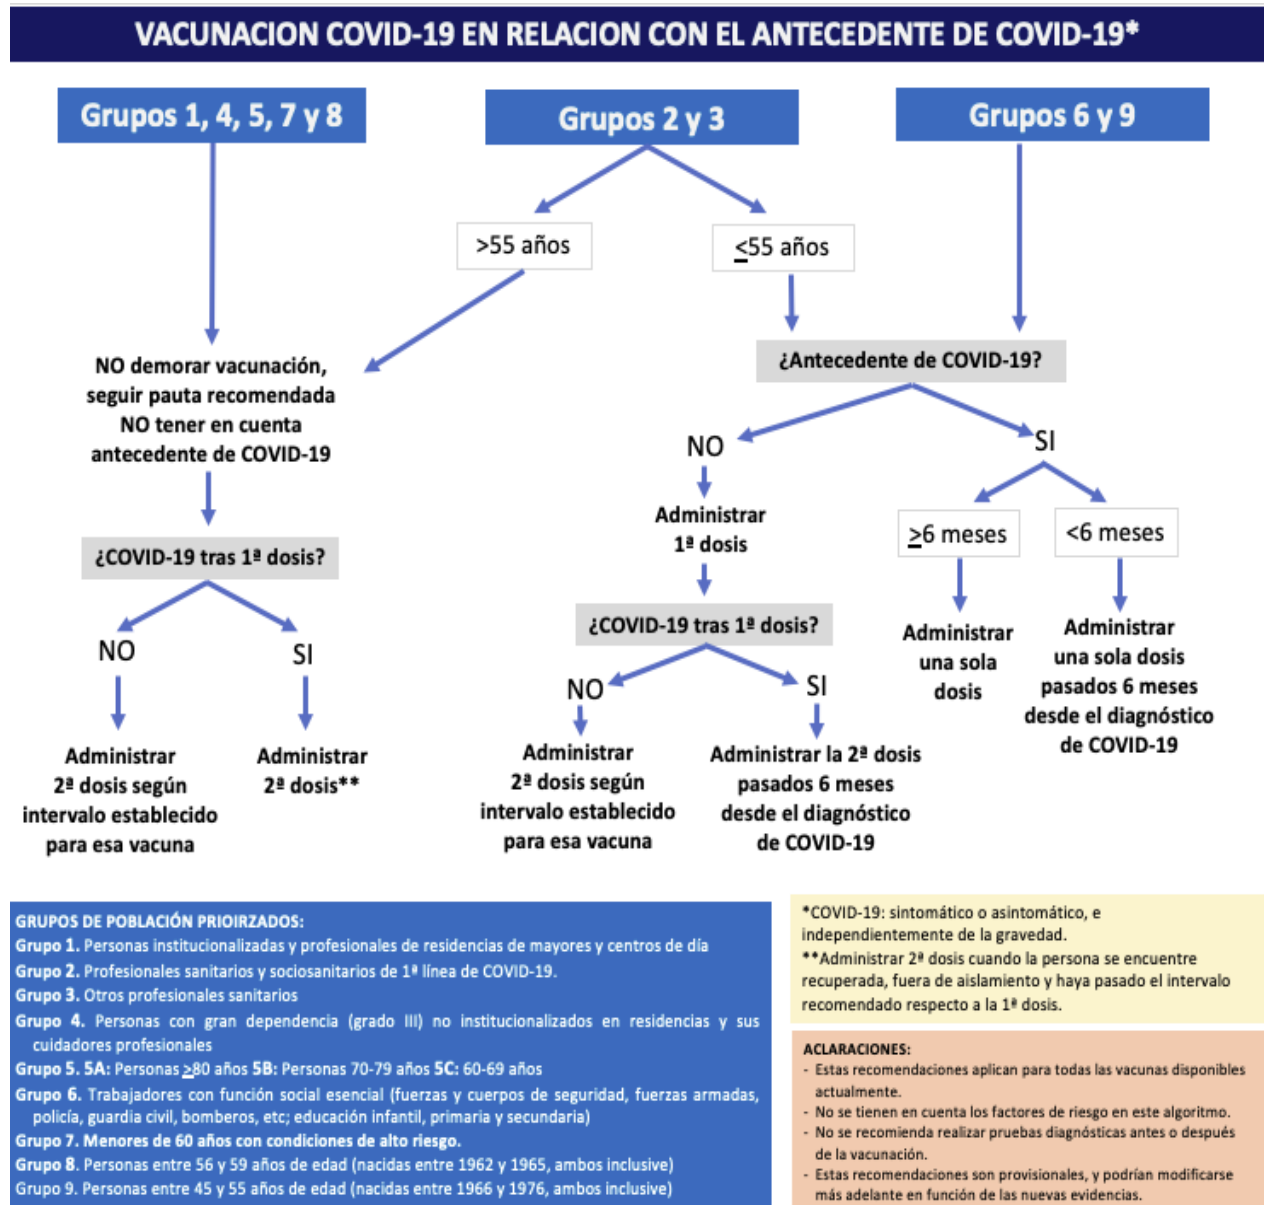 VACUNACION COVID-19 EN RELACION CON EL ANTECEDENTE DE COVID-19*
Grupos 1, 4, 5, 7 y 8
Grupos 2 y 3
Grupos 6 y 9
>55 años
≤55 años
NO demorar vacunación,
seguir pauta recomendada
NO tener en cuenta
antecedente de COVID-19
¿Antecedente de COVID-19?
NO
SI
Administrar
1ª dosis
≥6 meses
<6 meses
¿COVID-19 tras 1ª dosis?
¿COVID-19 tras 1ª dosis?
Administrar
una sola
dosis
Administrar
una sola dosis
pasados 6 meses
desde el diagnóstico
de COVID-19
NO
SI
NO
SI
Administrar
2ª dosis según
intervalo establecido
para esa vacuna
Administrar
2ª dosis**
Administrar
2ª dosis según
intervalo establecido
para esa vacuna
Administrar la 2ª dosis
pasados 6 meses
desde el diagnóstico
de COVID-19
GRUPOS DE POBLACIÓN PRIOIRZADOS:
Grupo 1. Personas institucionalizadas y profesionales de residencias de mayores y centros de día
Grupo 2. Profesionales sanitarios y sociosanitarios de 1ª línea de COVID-19.
Grupo 3. Otros profesionales sanitarios
Grupo 4. Personas con gran dependencia (grado III) no institucionalizados en residencias y sus
cuidadores profesionales
Grupo 5. 5A: Personas ≥80 años 5B: Personas 70-79 años 5C: 60-69 años
Grupo 6. Trabajadores con función social esencial (fuerzas y cuerpos de seguridad, fuerzas armadas,
policía, guardia civil, bomberos, etc; educación infantil, primaria y secundaria)
Grupo 7. Menores de 60 años con condiciones de alto riesgo.
Grupo 8. Personas entre 56 y 59 años de edad (nacidas entre 1962 y 1965, ambos inclusive)
Grupo 9. Personas entre 45 y 55 años de edad (nacidas entre 1966 y 1976, ambos inclusive)
*COVID-19: sintomático o asintomático, e
independientemente de la gravedad.
**Administrar 2ª dosis cuando la persona se encuentre
recuperada, fuera de aislamiento y haya pasado el intervalo
recomendado respecto a la 1ª dosis.
ACLARACIONES:
- Estas recomendaciones aplican para todas las vacunas disponibles
actualmente.
- No se tienen en cuenta los factores de riesgo en este algoritmo.
- No se recomienda realizar pruebas diagnósticas antes o después
de la vacunación.
- Estas recomendaciones son provisionales, y podrían modificarse
más adelante en función de las nuevas evidencias.